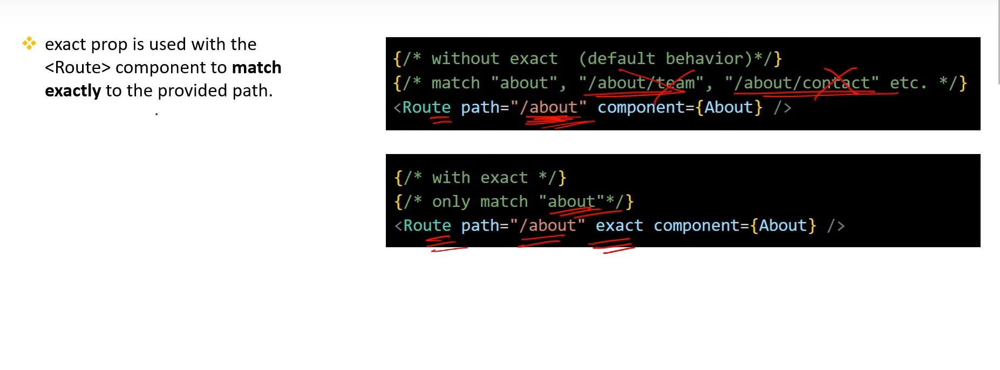 exact prop is used with the
<Route> component to match
exactly to the provided path.
{/* without exact  (default behavior)*/}
{/* match "about", "/about/team", "/about/contact" etc. */}
<Route path="/about" component={About} />
{/* with exact */}
{/* only match "about"*/}
<Route path="/about" exact component={About} />